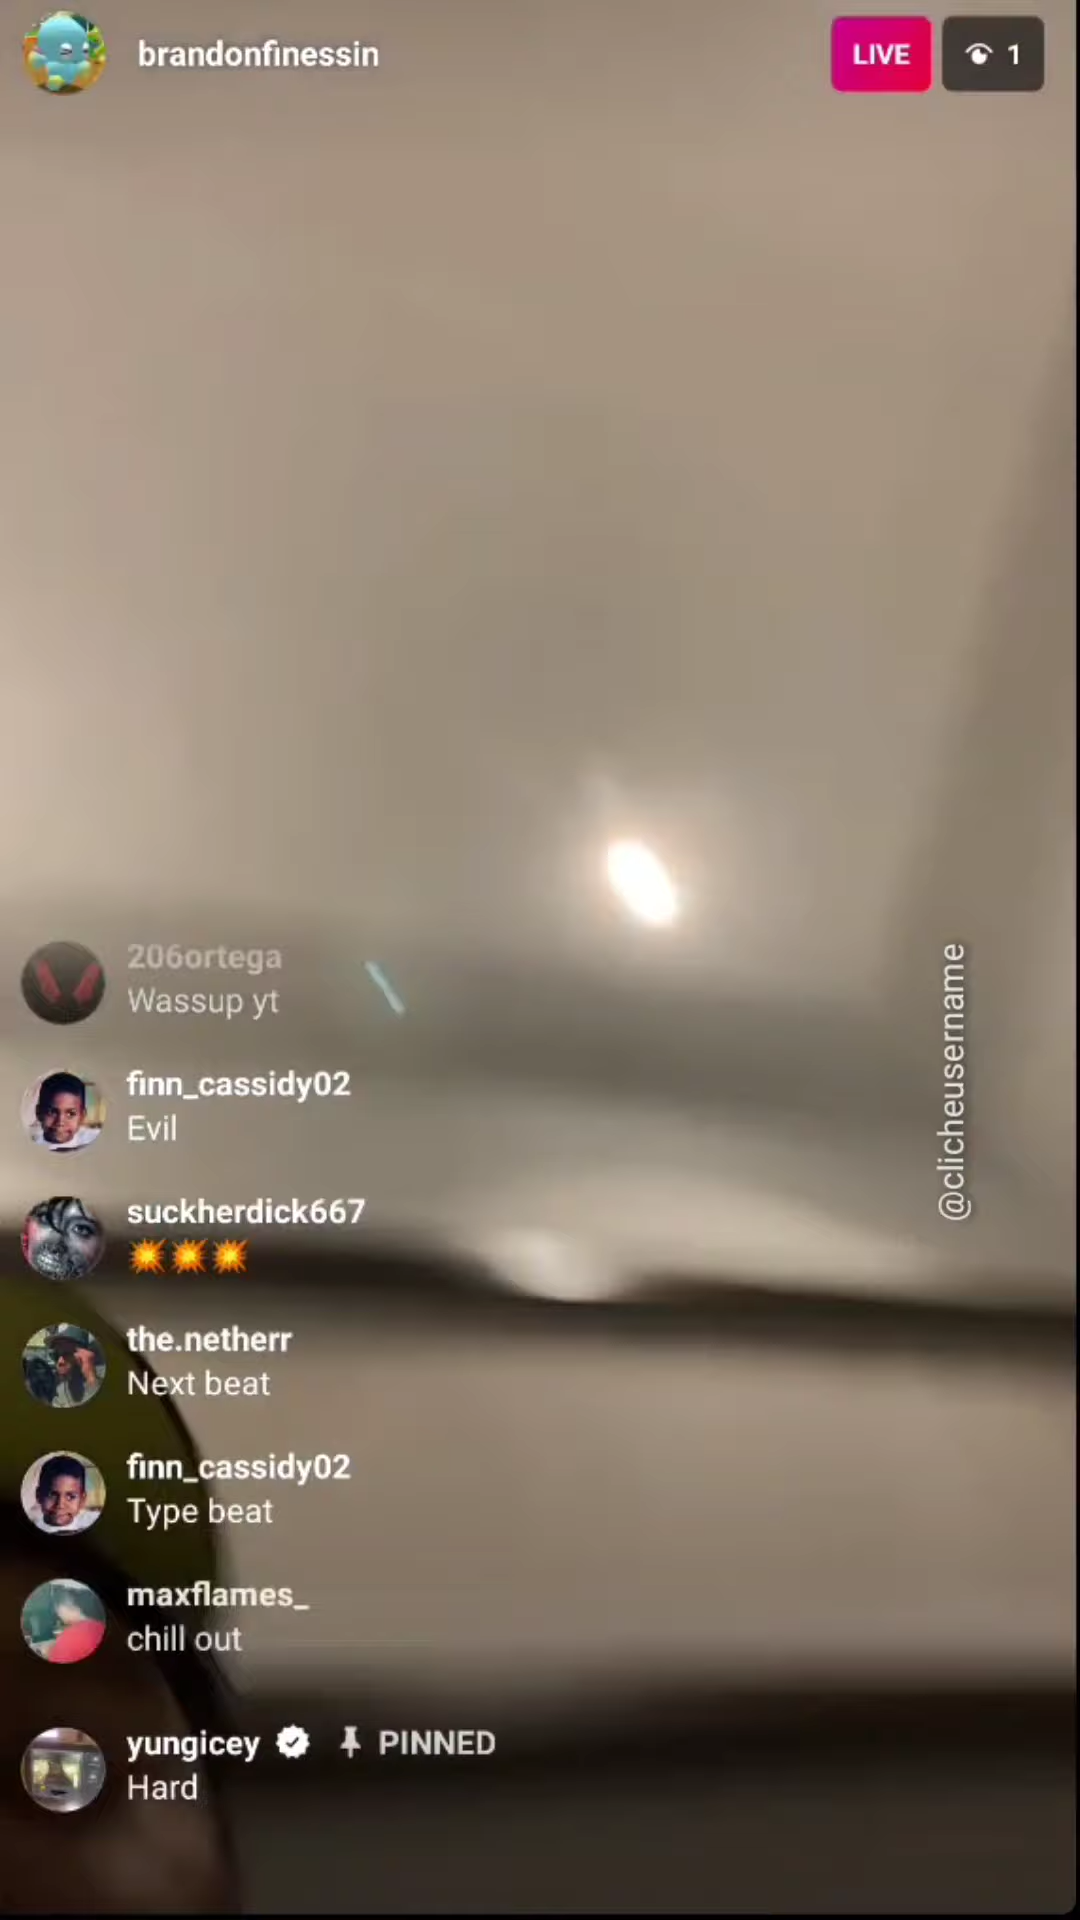 brandonfinessin
LIVE
1
206ortega
Wassup yt
finn_cassidy02
Evil
suckherdick667
💥💥💥
the.netherr
Next beat
finn_cassidy02
Type beat
maxflames_
chill out
yungicey PINNED
Hard
@clicheusername